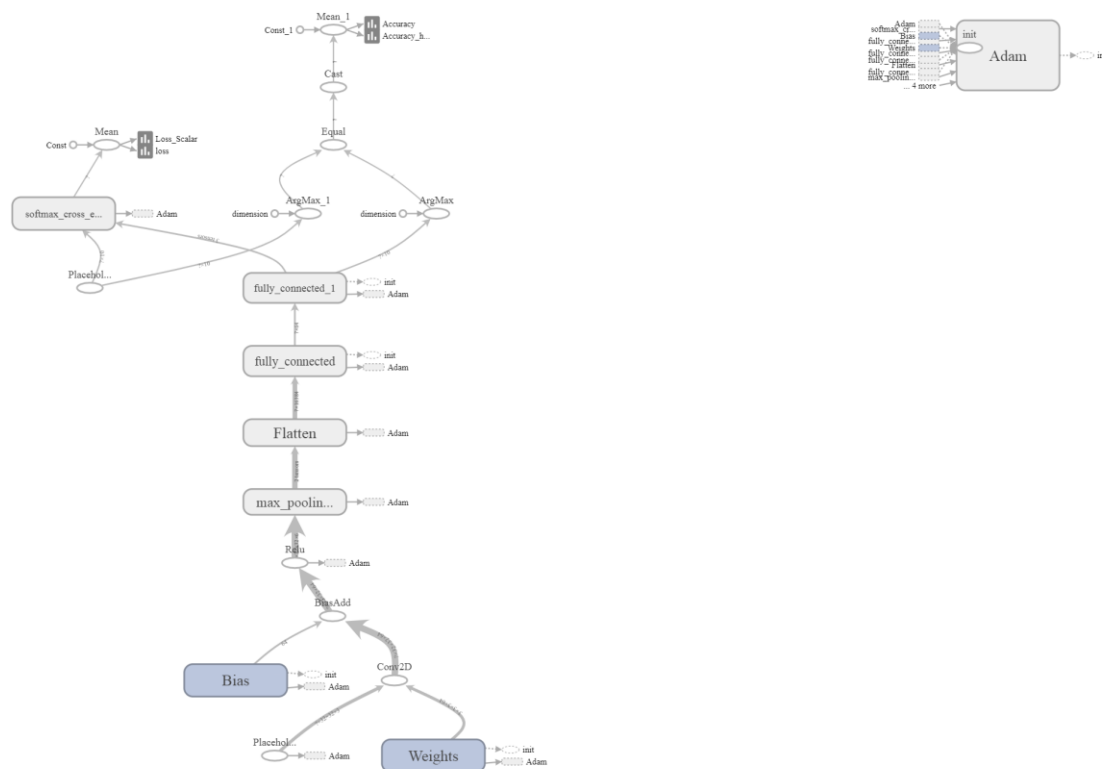 Mean_1
Const_1
Accuracy
Accuracy_h...
Cast
Equal
Mean
Const
Loss_Scalar
loss
softmax_cross_e...
Adam
ArgMax_1
dimension
ArgMax
dimension
Placehol...
fully_connected_1
init
Adam
fully_connected
init
Adam
Flatten
Adam
max_poolin...
Adam
Relu
Adam
BiasAdd
Bias
init
Adam
Conv2D
Placehol...
Adam
Weights
init
Adam
Adam
softmax_cr...
Bias
fully_conne...
Weights
fully_conne...
fully_conne...
Flatten
fully_conne...
max_poolin...
... 4 more
init
Adam